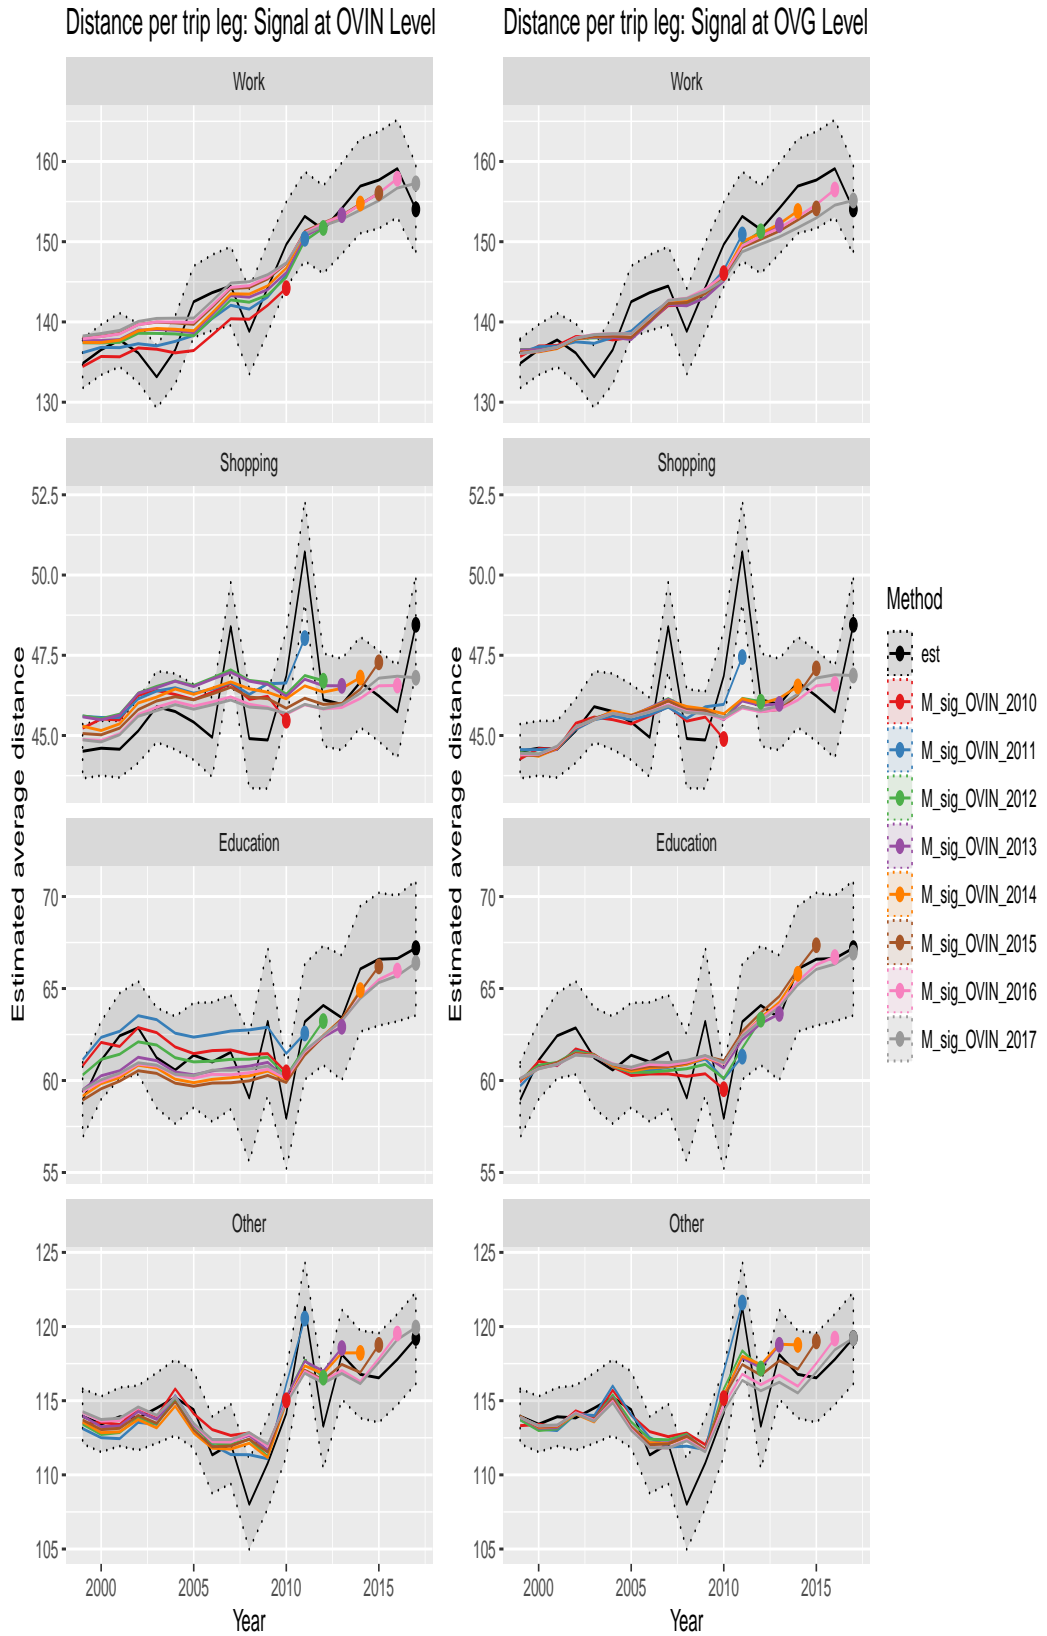 Distance per trip leg: Signal at OVIN Level
Distance per trip leg: Signal at OVG Level
Work
Work
160
150
140
130
160
150
140
130
Shopping
Shopping
52.5
50.0
47.5
45.0
52.5
50.0
47.5
45.0
Education
Education
70
65
60
55
70
65
60
55
Other
Other
125
120
115
110
105
125
120
115
110
105
2000 2005 2010 2015
2000 2005 2010 2015
Year
Year
Estimated average distance
Estimated average distance
Method
est
M_sig_OVIN_2010
M_sig_OVIN_2011
M_sig_OVIN_2012
M_sig_OVIN_2013
M_sig_OVIN_2014
M_sig_OVIN_2015
M_sig_OVIN_2016
M_sig_OVIN_2017